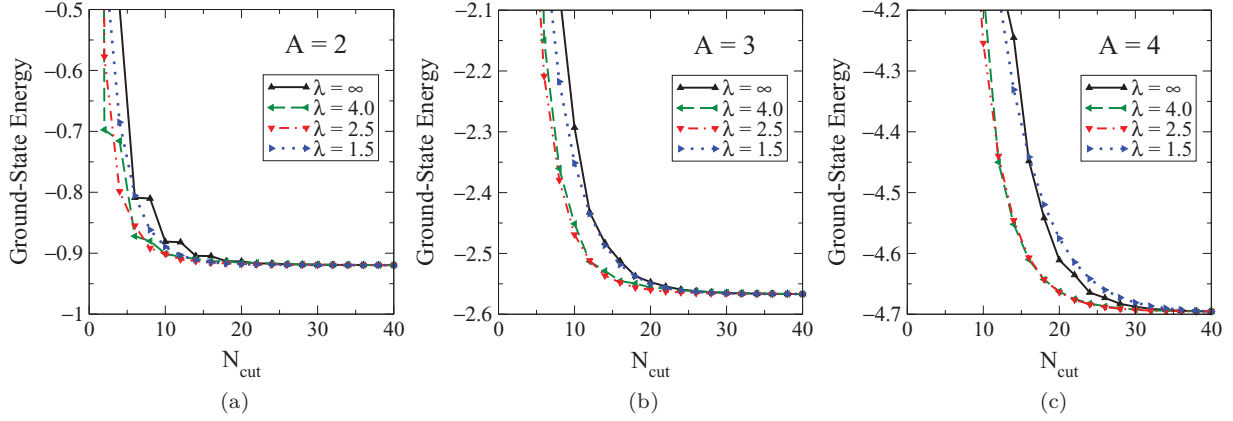 A = 2
Ground-State Energy
−0.5
−0.6
−0.7
−0.8
−0.9
−1
λ = ∞
λ = 4.0
λ = 2.5
λ = 1.5
0 10 20 30 40
N_cut
(a)
A = 3
Ground-State Energy
−2.1
−2.2
−2.3
−2.4
−2.5
−2.6
λ = ∞
λ = 4.0
λ = 2.5
λ = 1.5
0 10 20 30 40
N_cut
(b)
A = 4
Ground-State Energy
−4.2
−4.3
−4.4
−4.5
−4.6
−4.7
λ = ∞
λ = 4.0
λ = 2.5
λ = 1.5
0 10 20 30 40
N_cut
(c)